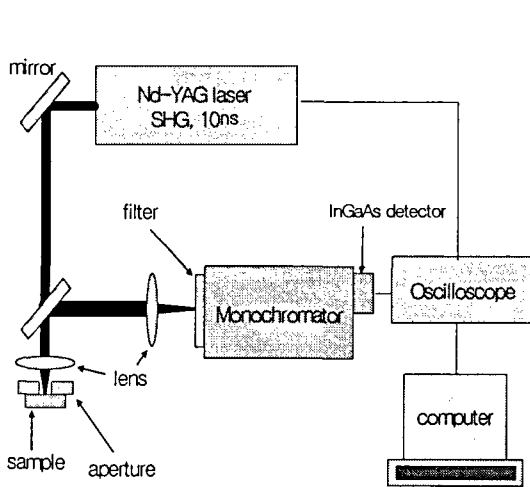 mirror
Nd-YAG laser
SHG, 10ns
filter
InGaAs detector
Monochromator
Oscilloscope
lens
computer
sample
aperture